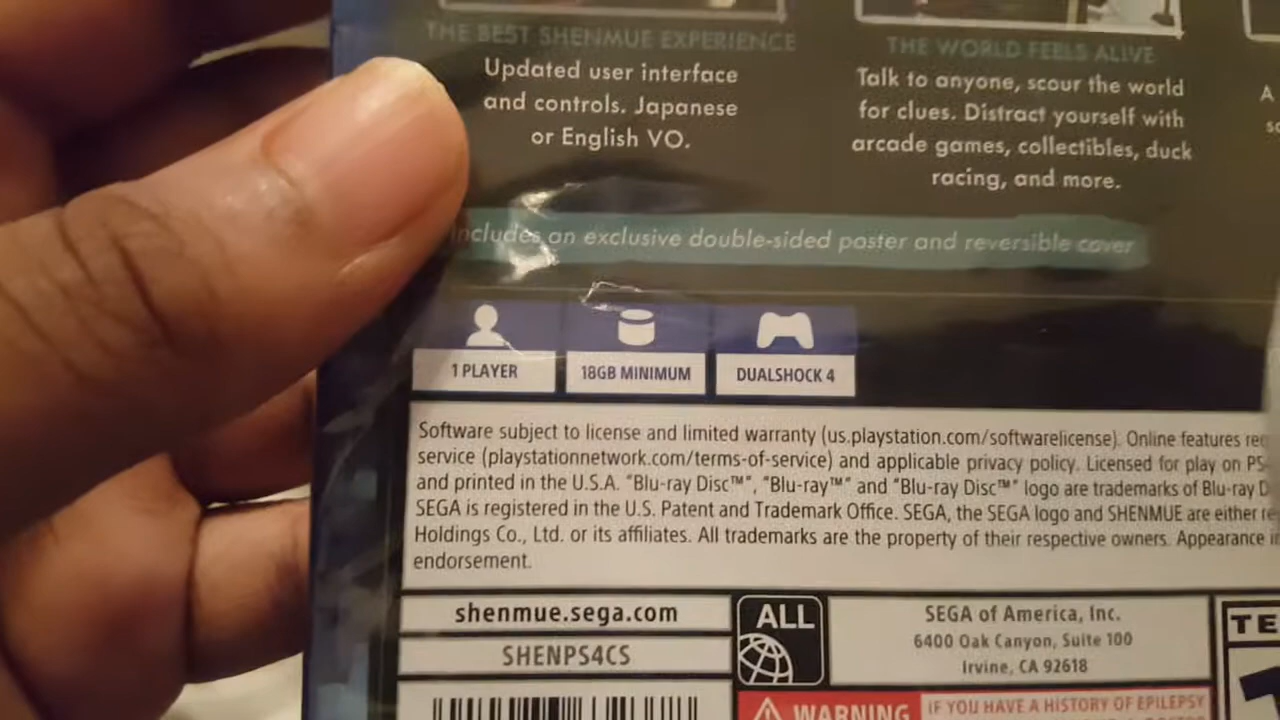 THE BEST SHENMUE EXPERIENCE
Updated user interface
and controls. Japanese
or English VO.
THE WORLD FEELS ALIVE
Talk to anyone, scour the world
for clues. Distract yourself with
arcade games, collectibles, duck
racing, and more.
A
Includes an exclusive double-sided poster and reversible cover
1 PLAYER
18GB MINIMUM
DUALSHOCK 4
Software subject to license and limited warranty (us.playstation.com/softwarelicense). Online features
service (playstationnetwork.com/terms-of-service) and applicable privacy policy. Licensed for play on
and printed in the U.S.A. "Blu-ray Disc™", "Blu-ray™" and "Blu-ray Disc™" logo are trademarks of Blu-ray
SEGA is registered in the U.S. Patent and Trademark Office. SEGA, the SEGA logo and SHENMUE are either
Holdings Co., Ltd. or its affiliates. All trademarks are the property of their respective owners. Appearance
endorsement.
shenmue.sega.com
SHENPS4CS
ALL
SEGA of America, Inc.
6400 Oak Canyon, Suite 100
Irvine, CA 92618
WARNING
IF YOU HAVE A HISTORY OF EPILEPSY
TE